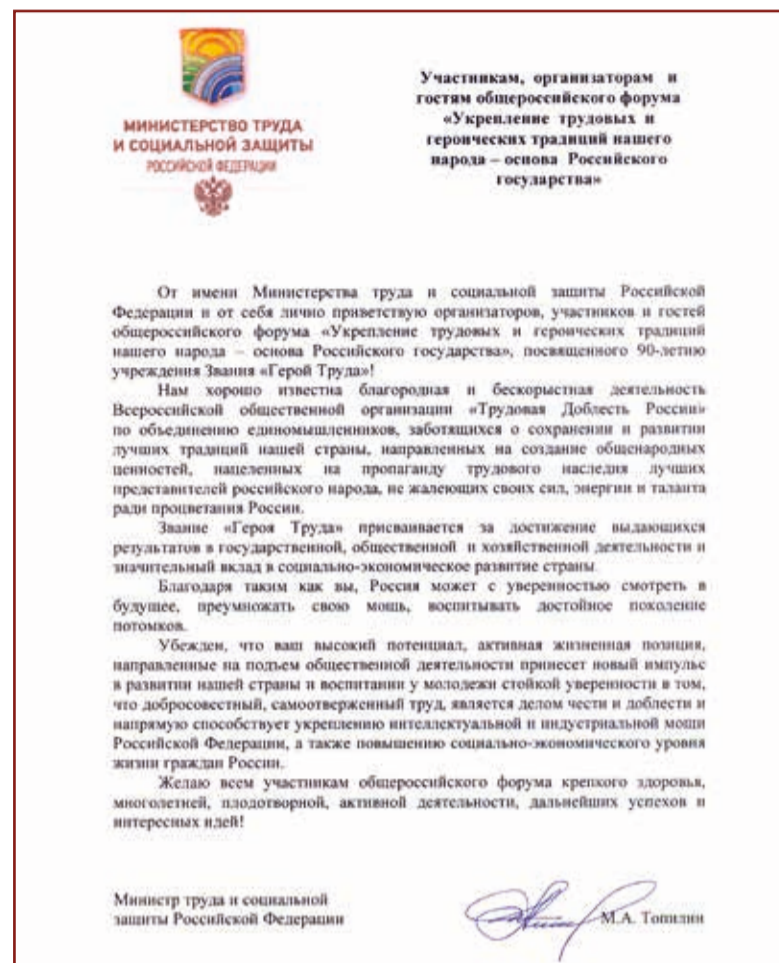 МИНИСТЕРСТВО ТРУДА
И СОЦИАЛЬНОЙ ЗАЩИТЫ
РОССИЙСКОЙ ФЕДЕРАЦИИ
Участникам, организаторам и
гостям общероссийского форума
«Укрепление трудовых и
героических традиций нашего
народа – основа Российского
государства»
От имени Министерства труда и социальной защиты Российской
Федерации и от себя лично приветствую организаторов, участников и гостей
общероссийского форума «Укрепление трудовых и героических традиций
нашего народа – основа Российского государства», посвященного 90-летию
учреждения Звания «Герой Труда»!
Нам хорошо известна благородная и бескорыстная деятельность
Всероссийской общественной организации «Трудовая Доблесть России»
по объединению единомышленников, заботящихся о сохранении и развитии
лучших традиций нашей страны, направленных на создание общенародных
ценностей, нацеленных на пропаганду трудового наследия лучших
представителей российского народа, не жалеющих своих сил, энергии и таланта
ради процветания России.
Звание «Героя Труда» присваивается за достижение выдающихся
результатов в государственной, общественной и хозяйственной деятельности и
значительный вклад в социально-экономическое развитие страны.
Благодаря таким как вы, Россия может с уверенностью смотреть в
будущее, преумножать свою мощь, воспитывать достойное поколение
потомков.
Убежден, что ваш высокий потенциал, активная жизненная позиция,
направленные на подъем общественной деятельности принесет новый импульс
в развитии нашей страны и воспитании у молодежи стойкой уверенности в том,
что добросовестный, самоотверженный труд, является делом чести и доблести и
напрямую способствует укреплению интеллектуальной и индустриальной мощи
Российской Федерации, а также повышению социально-экономического уровня
жизни граждан России.
Желаю всем участникам общероссийского форума крепкого здоровья,
многолетней, плодотворной, активной деятельности, дальнейших успехов и
интересных идей!
Министр труда и социальной
защиты Российской Федерации
М.А. Топилин